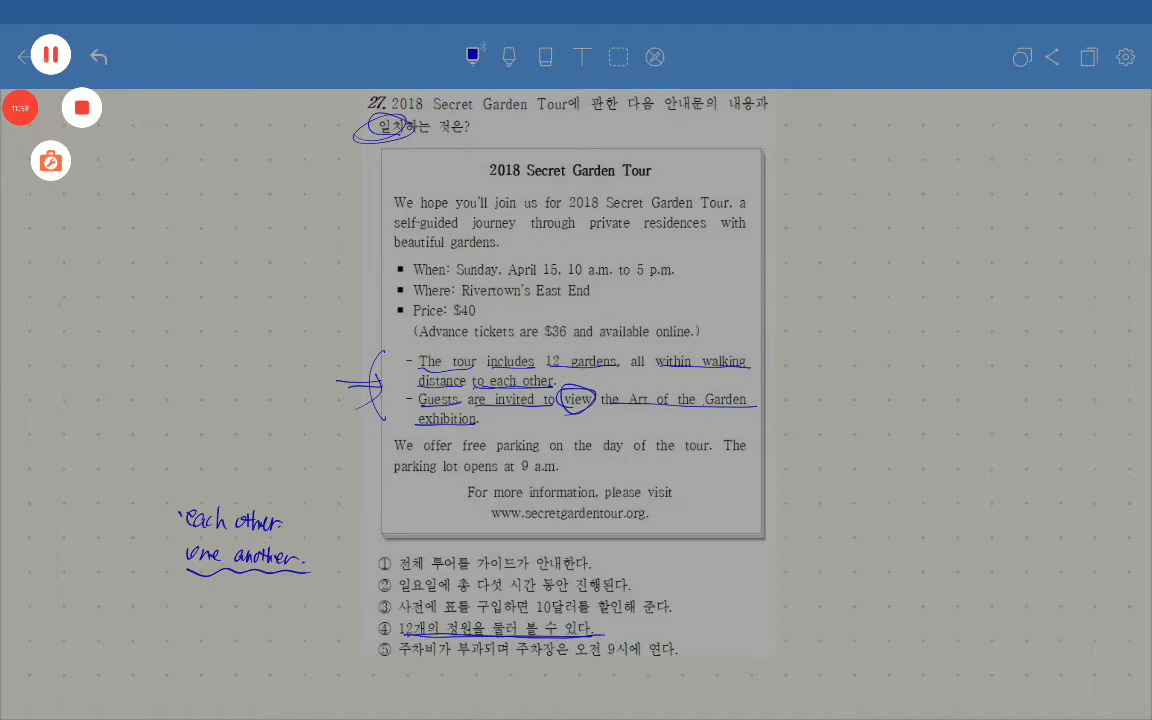 11:59
27. 2018 Secret Garden Tour에 관한 다음 안내문의 내용과
일치하는 것은?
2018 Secret Garden Tour
We hope you'll join us for 2018 Secret Garden Tour, a
self-guided journey through private residences with
beautiful gardens.
▪ When: Sunday, April 15, 10 a.m. to 5 p.m.
▪ Where: Rivertown's East End
▪ Price: $40
(Advance tickets are $36 and available online.)
- The tour includes 12 gardens, all within walking
distance to each other.
- Guests are invited to view the Art of the Garden
exhibition.
We offer free parking on the day of the tour. The
parking lot opens at 9 a.m.
For more information, please visit
www.secretgardentour.org.
each other.
one another.
① 전체 투어를 가이드가 안내한다.
② 일요일에 총 다섯 시간 동안 진행된다.
③ 사전에 표를 구입하면 10달러를 할인해 준다.
④ 12개의 정원을 둘러 볼 수 있다.
⑤ 주차비가 부과되며 주차장은 오전 9시에 연다.